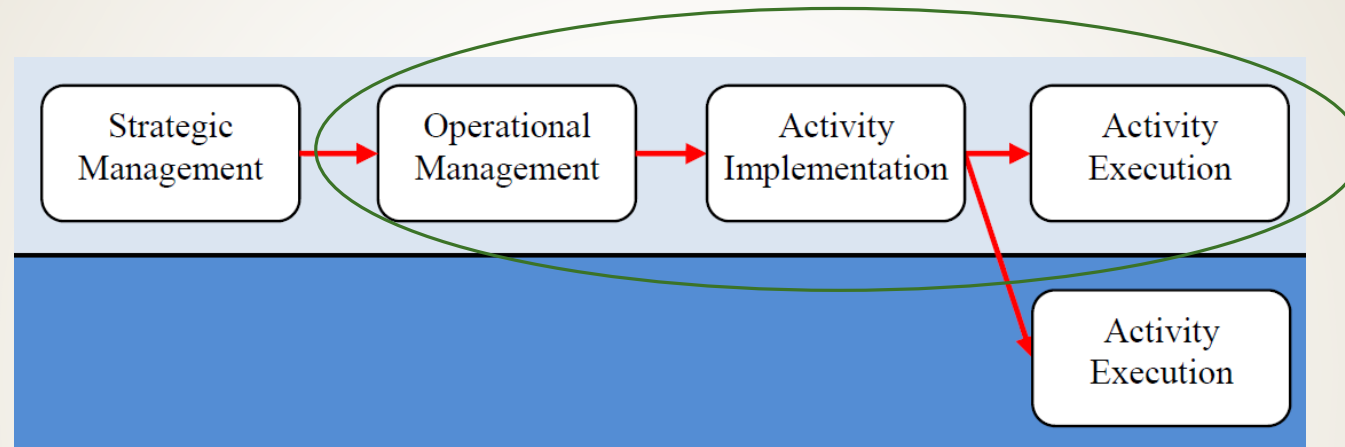 Strategic
Management
Operational
Management
Activity
Implementation
Activity
Execution
Activity
Execution